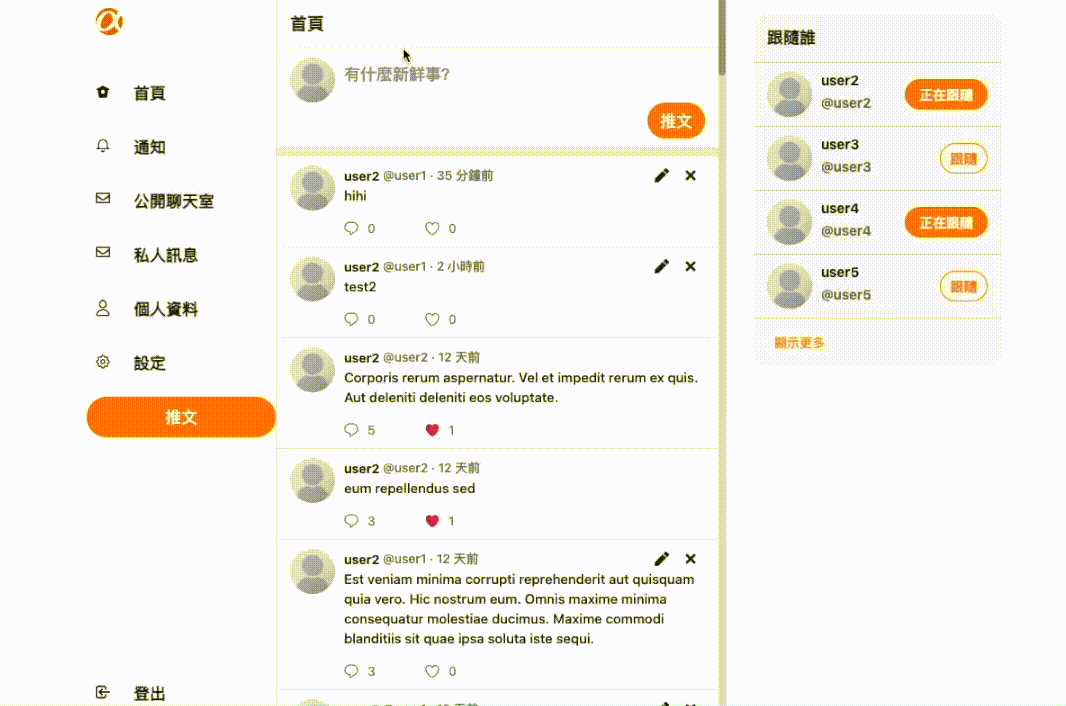 首頁
通知
公開聊天室
私人訊息
個人資料
設定
推文
登出
首頁
有什麼新鮮事?
推文
user2 @user1 · 35 分鐘前
hihi
0 0
user2 @user1 · 2 小時前
test2
0 0
user2 @user2 · 12 天前
Corporis rerum aspernatur. Vel et impedit rerum ex quis.
Aut deleniti deleniti eos voluptate.
5 1
user2 @user2 · 12 天前
eum repellendus sed
3 1
user2 @user1 · 12 天前
Est veniam minima corrupti reprehenderit aut quisquam
quia vero. Hic nostrum eum. Omnis maxime minima
consequatur molestiae ducimus. Maxime commodi
blanditiis sit quae ipsa soluta iste sequi.
3 0
跟隨誰
user2
@user2
正在跟隨
user3
@user3
跟隨
user4
@user4
正在跟隨
user5
@user5
跟隨
顯示更多